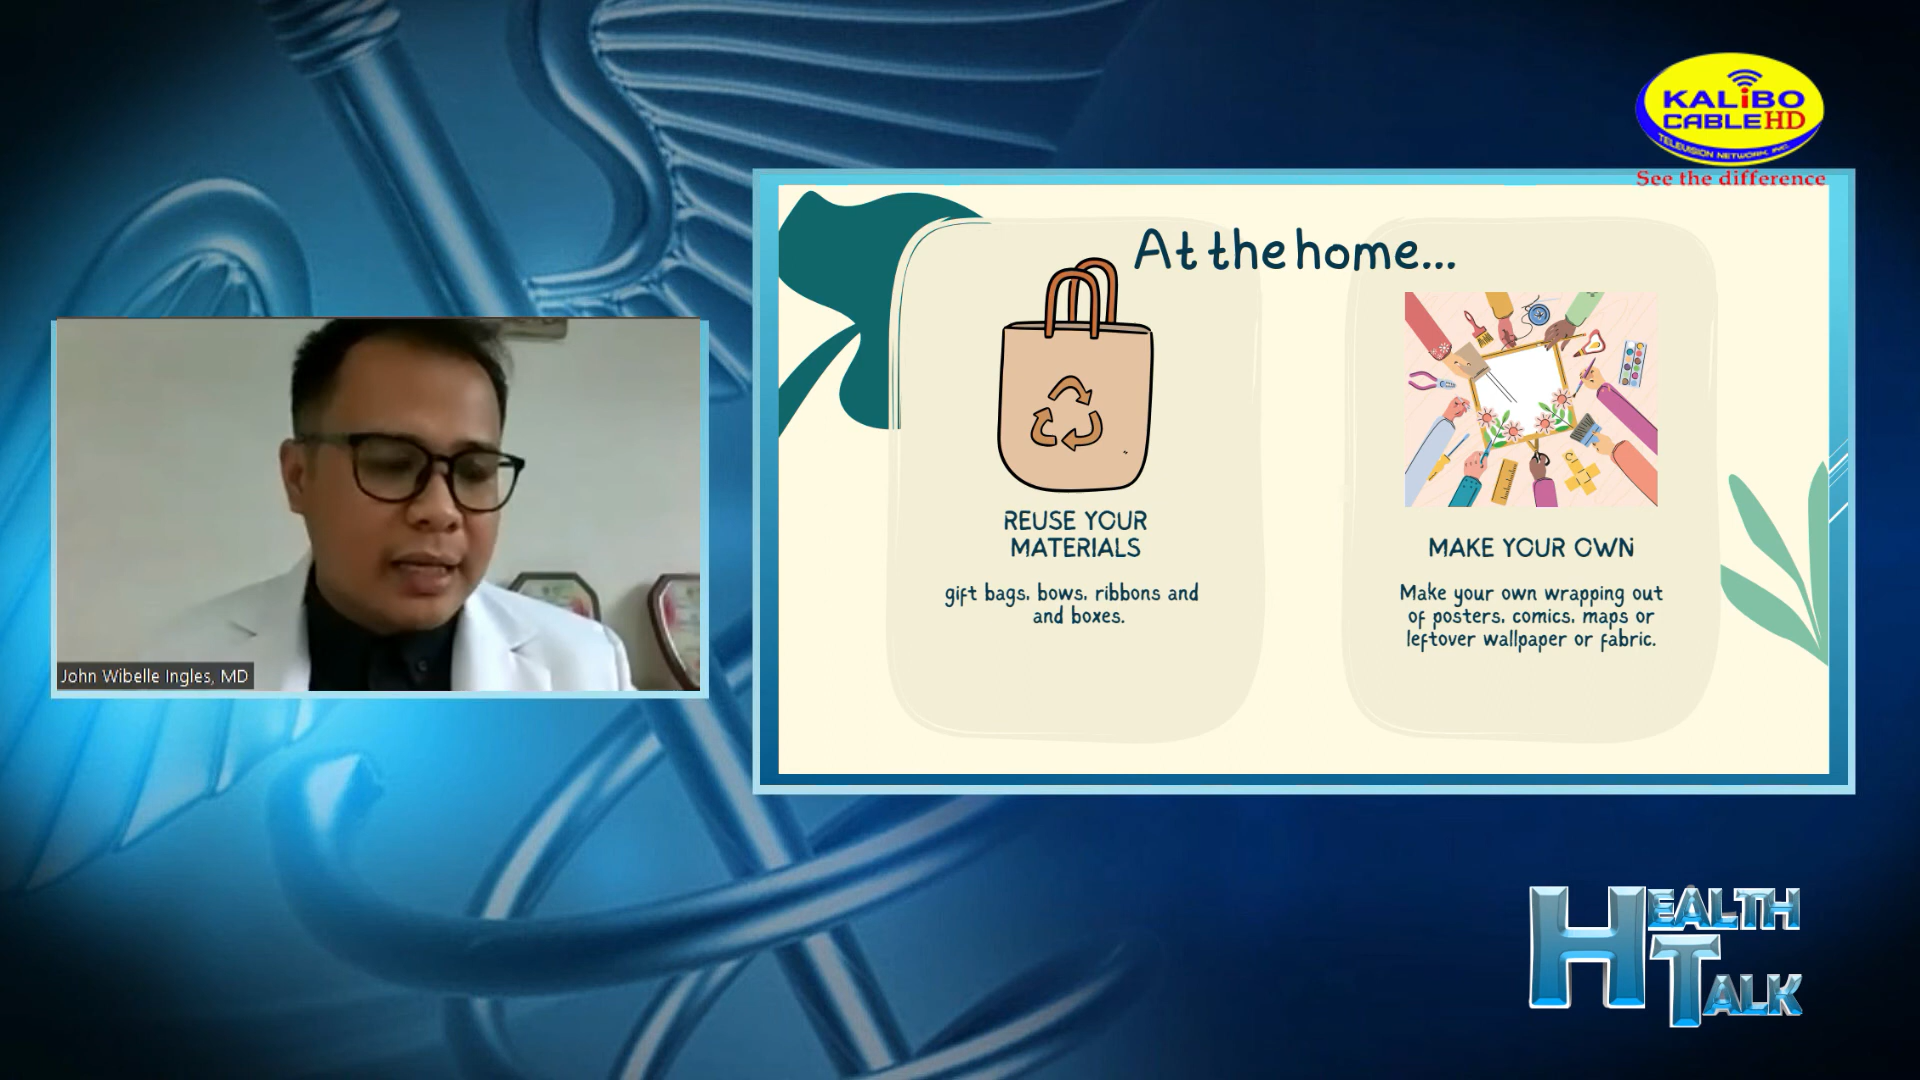 KALiBO
CABLE HD
TELEVISION NETWORK, INC.
See the difference
At the home...
REUSE YOUR
MATERIALS
gift bags, bows, ribbons and
and boxes.
MAKE YOUR OWN
Make your own wrapping out
of posters, comics, maps or
leftover wallpaper or fabric.
John Wibelle Ingles, MD
HEALTH
TALK